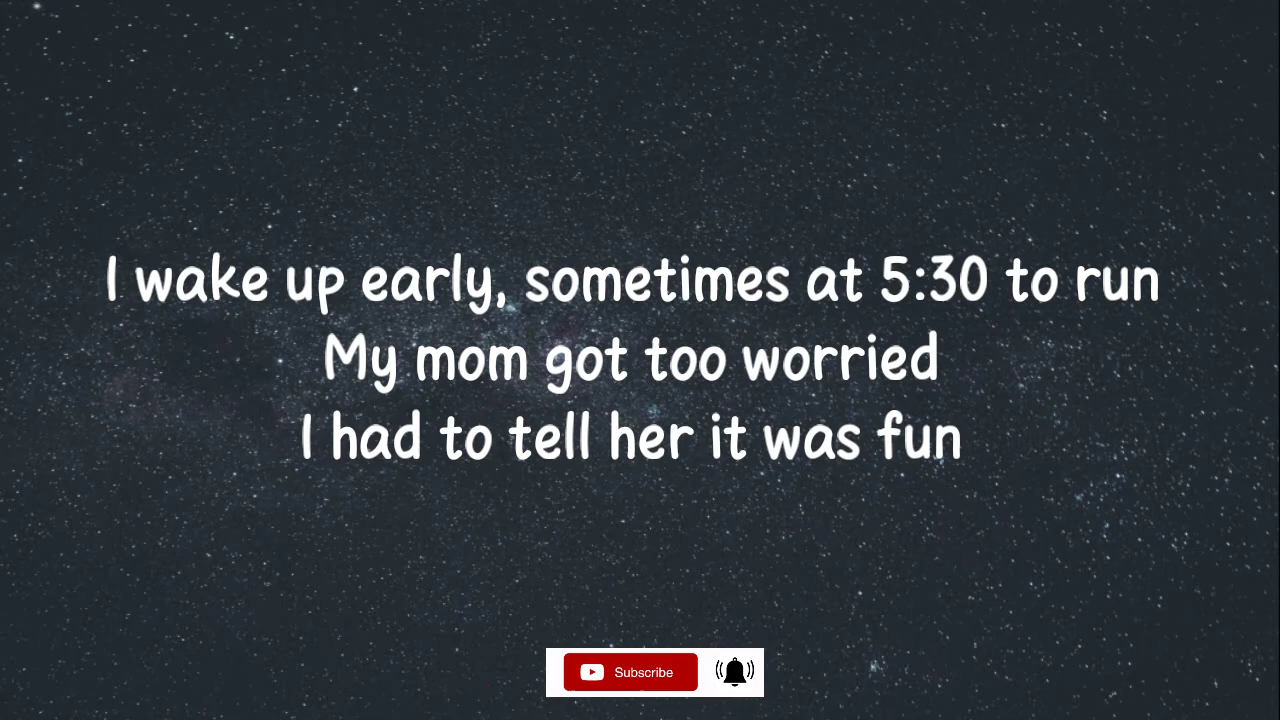 I wake up early, sometimes at 5:30 to run
My mom got too worried
I had to tell her it was fun
Subscribe